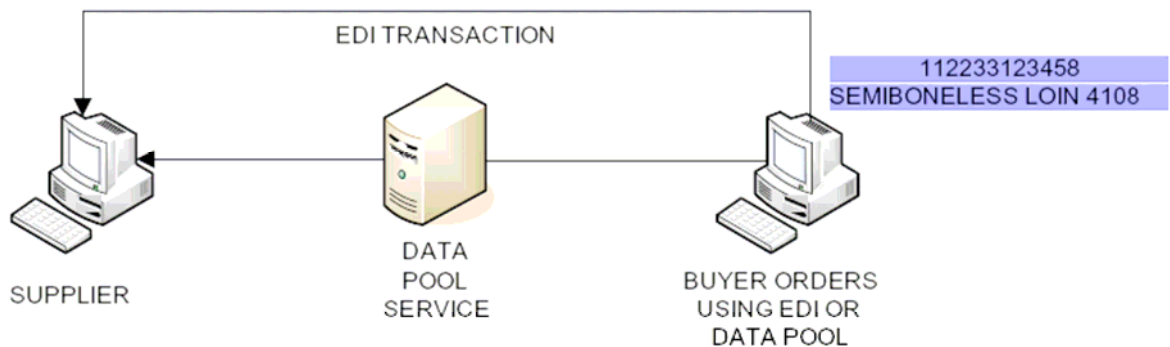 EDI TRANSACTION
112233123458
SEMIBONELESS LOIN 4108
SUPPLIER
DATA
POOL
SERVICE
BUYER ORDERS
USING EDI OR
DATA POOL